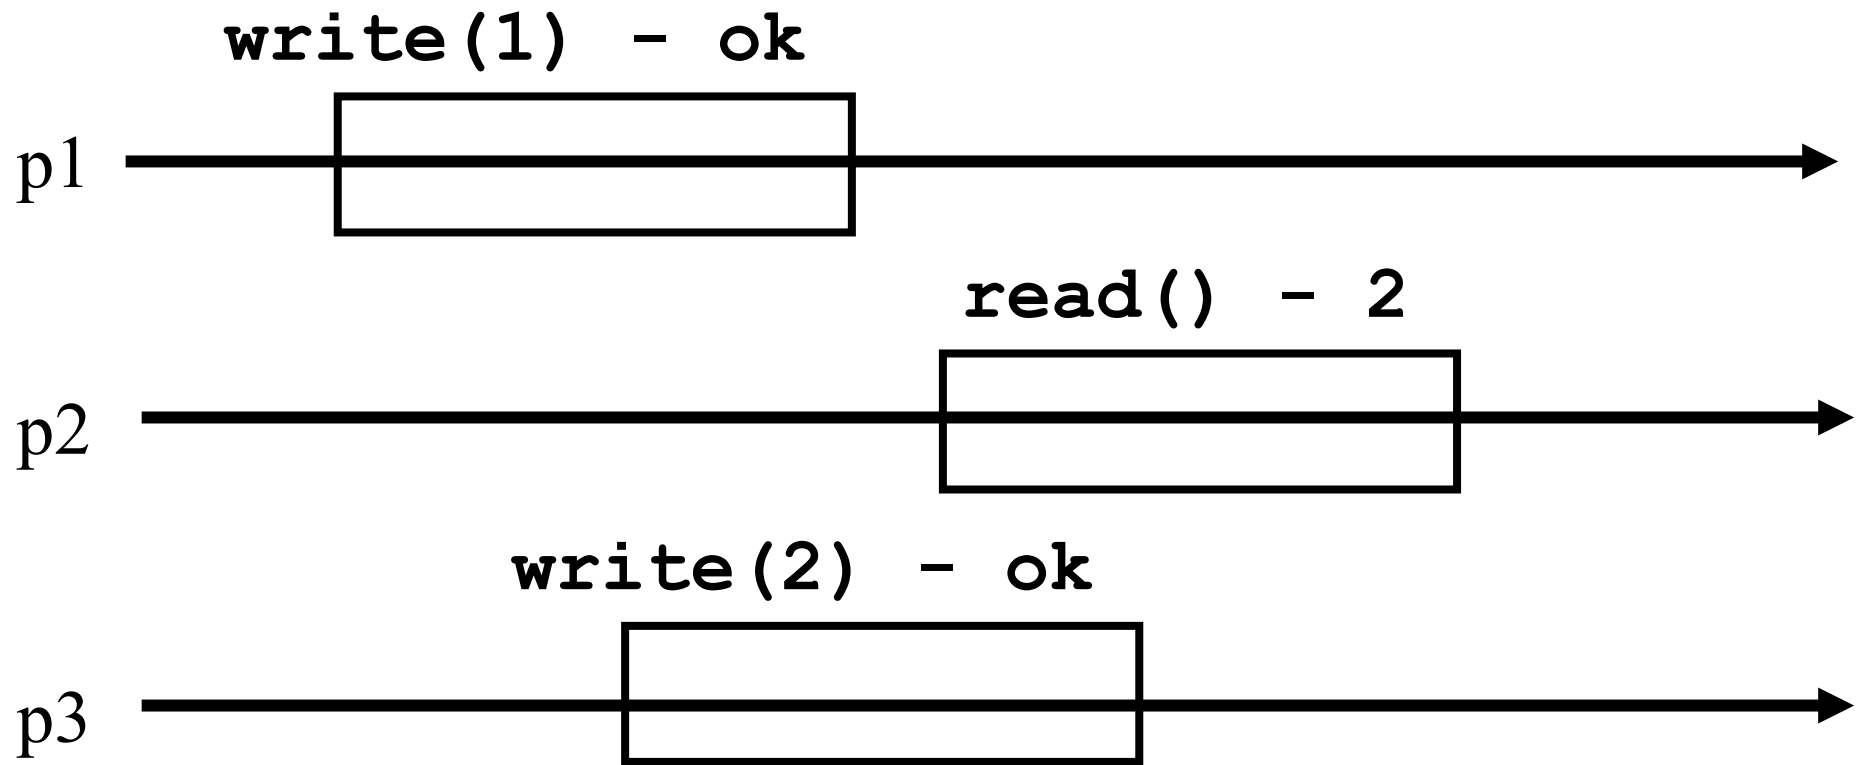 write(1) - ok
p1
read() - 2
p2
write(2) - ok
p3